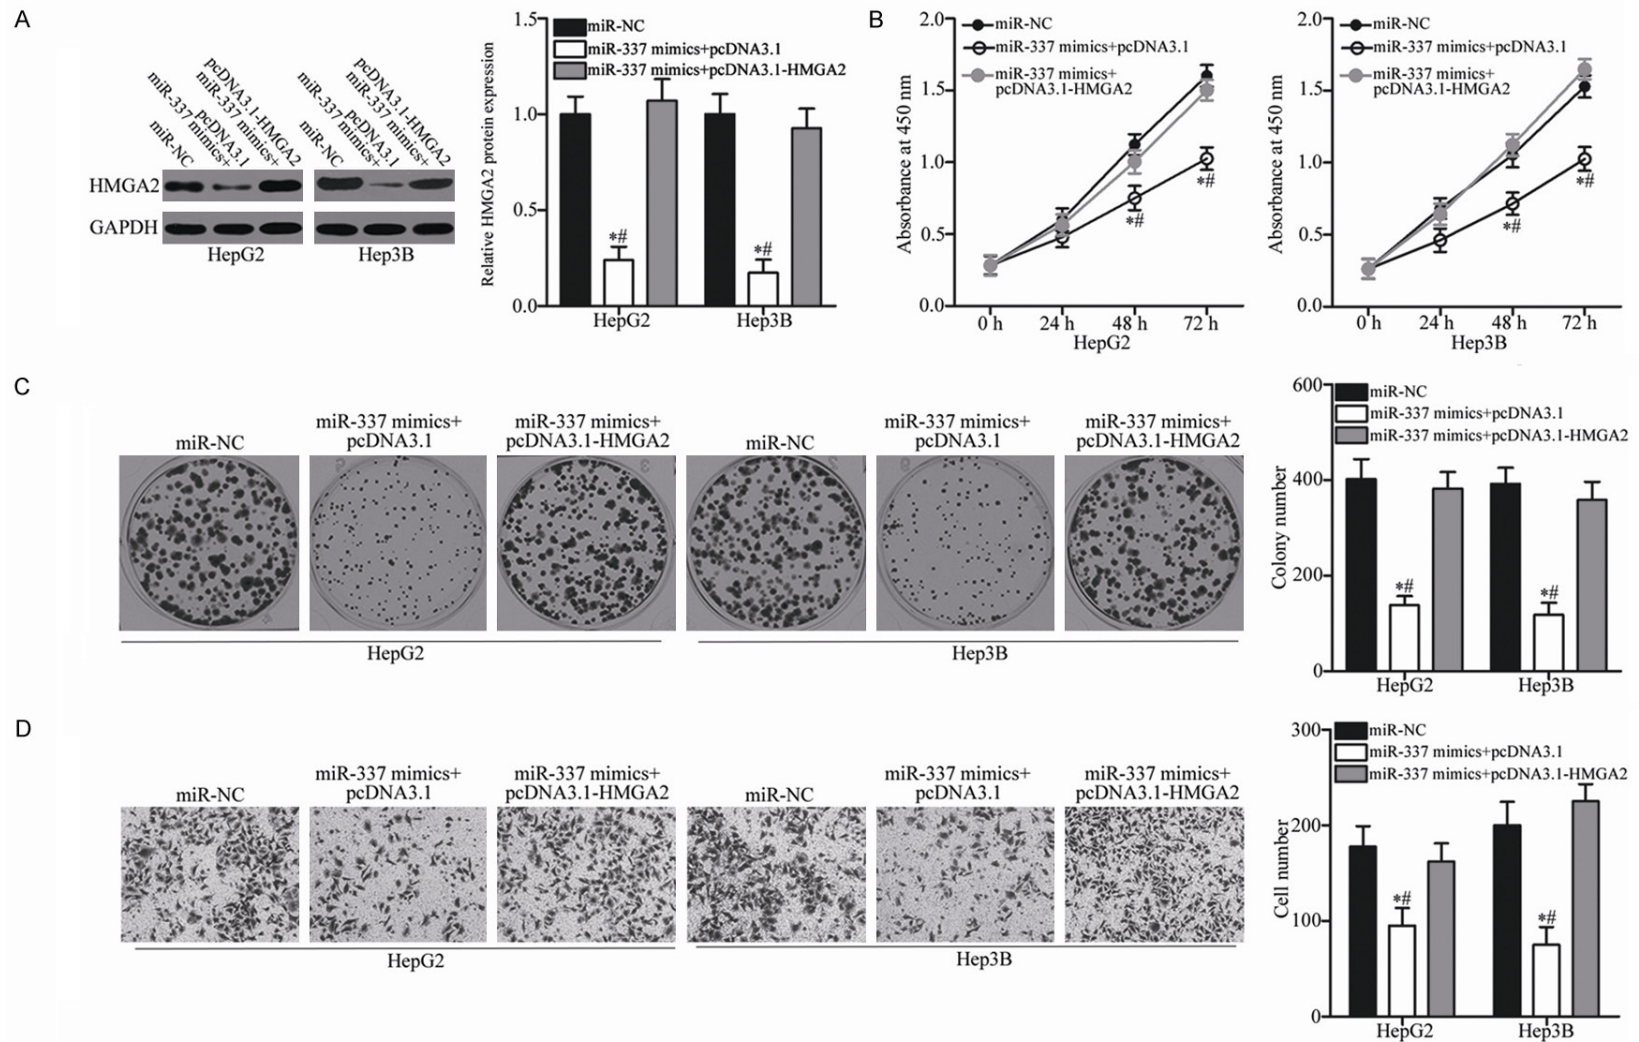 A
miR-NC
miR-337 mimics+
pcDNA3.1
miR-337 mimics+
pcDNA3.1-HMGA2
miR-NC
miR-337 mimics+
pcDNA3.1
miR-337 mimics+
pcDNA3.1-HMGA2
HMGA2
GAPDH
HepG2
Hep3B
Relative HMGA2 protein expression
1.5
1.0
0.5
0.0
miR-NC
miR-337 mimics+pcDNA3.1
miR-337 mimics+pcDNA3.1-HMGA2
*#
*#
HepG2
Hep3B
B
Absorbance at 450 nm
2.0
1.5
1.0
0.5
0.0
miR-NC
miR-337 mimics+pcDNA3.1
miR-337 mimics+
pcDNA3.1-HMGA2
*#
*#
0 h
24 h
48 h
72 h
HepG2
Absorbance at 450 nm
2.0
1.5
1.0
0.5
0.0
miR-NC
miR-337 mimics+pcDNA3.1
miR-337 mimics+
pcDNA3.1-HMGA2
*#
*#
0 h
24 h
48 h
72 h
Hep3B
C
miR-NC
miR-337 mimics+
pcDNA3.1
miR-337 mimics+
pcDNA3.1-HMGA2
miR-NC
miR-337 mimics+
pcDNA3.1
miR-337 mimics+
pcDNA3.1-HMGA2
HepG2
Hep3B
Colony number
600
400
200
0
miR-NC
miR-337 mimics+pcDNA3.1
miR-337 mimics+pcDNA3.1-HMGA2
*#
*#
HepG2
Hep3B
D
miR-NC
miR-337 mimics+
pcDNA3.1
miR-337 mimics+
pcDNA3.1-HMGA2
miR-NC
miR-337 mimics+
pcDNA3.1
miR-337 mimics+
pcDNA3.1-HMGA2
HepG2
Hep3B
Cell number
300
200
100
0
miR-NC
miR-337 mimics+pcDNA3.1
miR-337 mimics+pcDNA3.1-HMGA2
*#
*#
HepG2
Hep3B